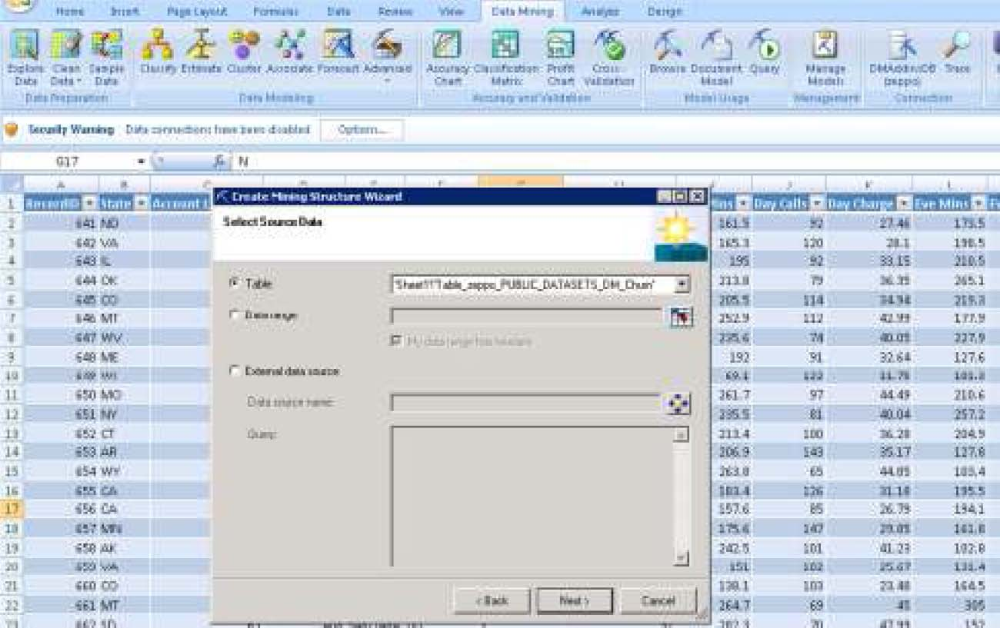 Home Insert Page Layout Formulas Data Review View Data Mining Analyze Design
Explore Data Clean Data Sample Data Classify Estimate Cluster Associate Forecast Advanced Accuracy Chart Classification Matrix Profit Chart Cross-Validation Browse Document Model Query Manage Models DMAddinsDB (zeppo) Trace
Data Preparation Data Modeling Accuracy and Validation Model Usage Management Connection
Security Warning Data connections have been disabled Options...
G17 fx N
A B C J K L
1 RecordID State Account Mins Day Calls Day Charge Eve Mins
2 641 ND 161.5 92 27.46 173.5
3 642 VA 165.3 120 28.1 198.5
4 643 IL 195 92 33.15 210.5
5 644 OK 213.8 79 36.35 265.1
6 645 CO 205.5 114 34.94 219.3
7 646 MT 252.9 112 42.99 177.9
8 647 WV 235.6 74 40.05 227.9
9 648 ME 192 91 32.64 127.6
10 649 WI 69.1 122 11.75 101.3
11 650 MO 261.7 97 44.49 210.6
12 651 NY 235.5 81 40.04 257.2
13 652 CT 213.4 100 36.28 204.9
14 653 AR 206.9 143 35.17 127.8
15 654 WY 263.8 65 44.85 103.4
16 655 GA 183.4 126 31.18 195.5
17 656 CA 157.6 85 26.79 194.1
18 657 MN 175.6 147 29.85 161.8
19 658 AK 242.5 101 41.23 102.8
20 659 VA 151 102 25.67 131.4
21 660 CO 138.1 103 23.48 164.5
22 661 MT 264.7 69 45 305
23 662 SD 282.3 70 47.99 152
Create Mining Structure Wizard
Select Source Data
Table 'Sheet1'!'Table_zeppo_PUBLIC_DATASETS_DM_Churn'
Data range
My data range has headers
External data source
Data source name:
Query:
< Back Next > Cancel